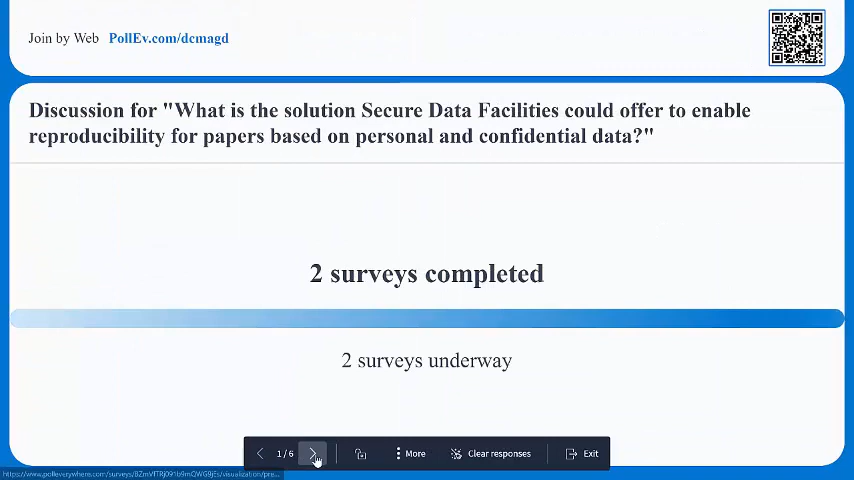 Join by Web PollEv.com/dcmagd
Discussion for "What is the solution Secure Data Facilities could offer to enable
reproducibility for papers based on personal and confidential data?"
2 surveys completed
2 surveys underway
1 / 6 More Clear responses Exit